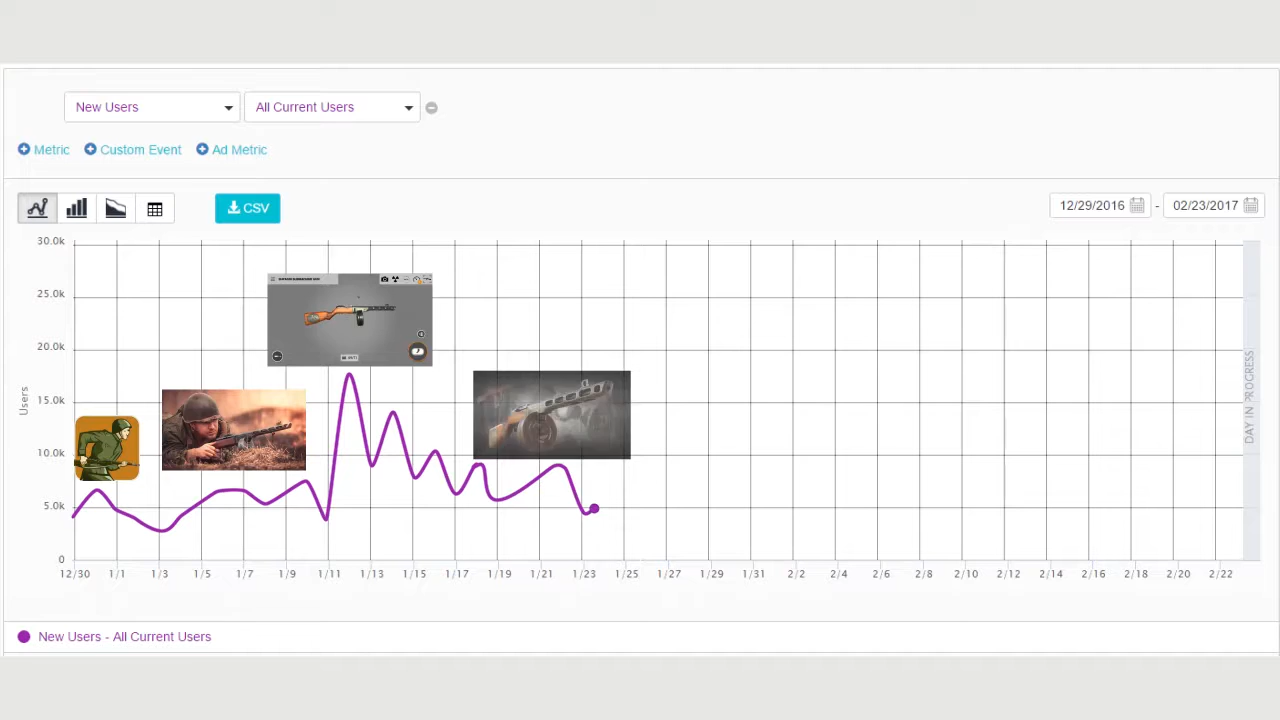 New Users All Current Users
Metric Custom Event Ad Metric
CSV
12/29/2016 - 02/23/2017
30.0k
25.0k
20.0k
15.0k
10.0k
5.0k
0
Users
DAY IN PROGRESS
12/30 1/1 1/3 1/5 1/7 1/9 1/11 1/13 1/15 1/17 1/19 1/21 1/23 1/25 1/27 1/29 1/31 2/2 2/4 2/6 2/8 2/10 2/12 2/14 2/16 2/18 2/20 2/22
New Users - All Current Users